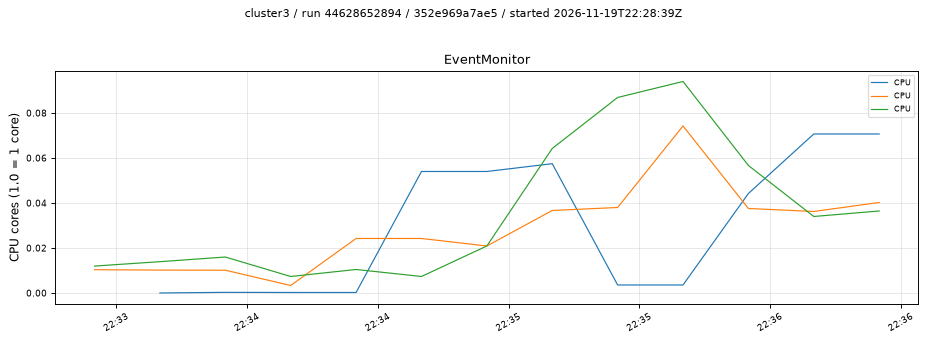 cluster3 / run 44628652894 / 352e969a7ae5 / started 2026-11-19T22:28:39Z
EventMonitor
CPU
CPU
CPU
CPU cores (1.0 = 1 core)
0.08
0.06
0.04
0.02
0.00
22:33
22:34
22:34
22:35
22:35
22:36
22:36